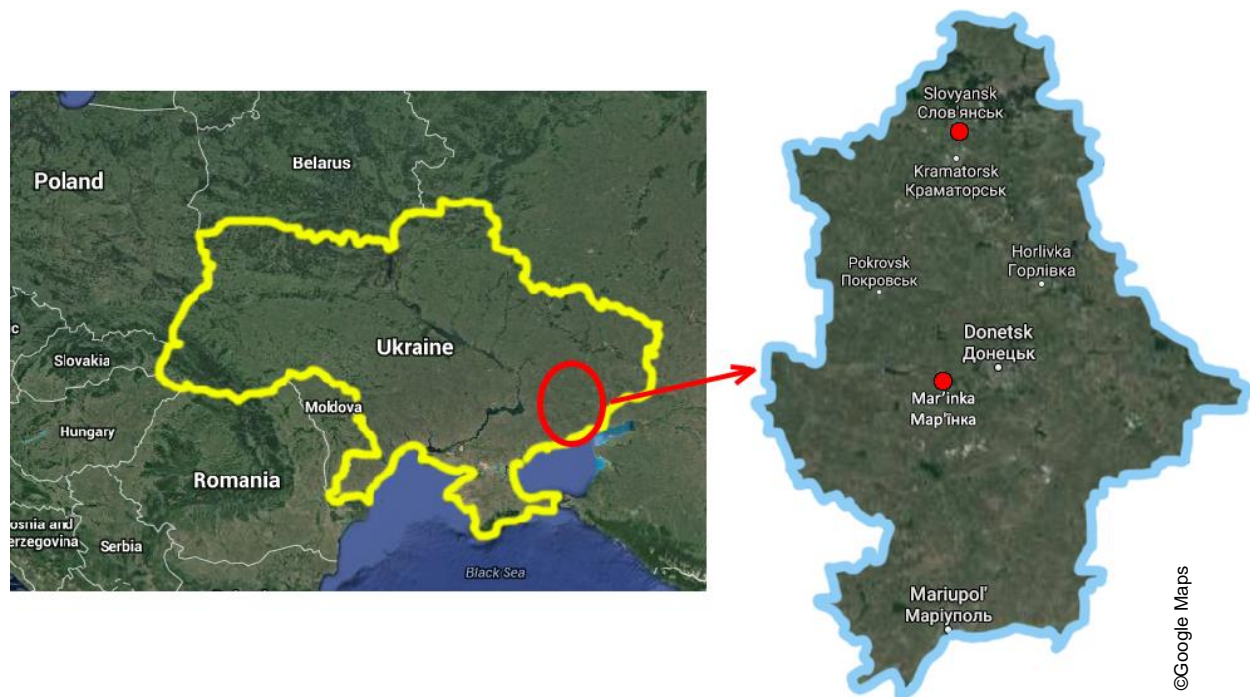 Belarus
Poland
Ukraine
Slovakia
Moldova
Hungary
Romania
osnia and
erzegovina
Serbia
Black Sea
Slovyansk
Слов'янськ
Kramatorsk
Краматорськ
Horlivka
Горлівка
Pokrovsk
Покровськ
Donetsk
Донецьк
Mar'inka
Мар'їнка
Mariupol'
Маріуполь
©Google Maps